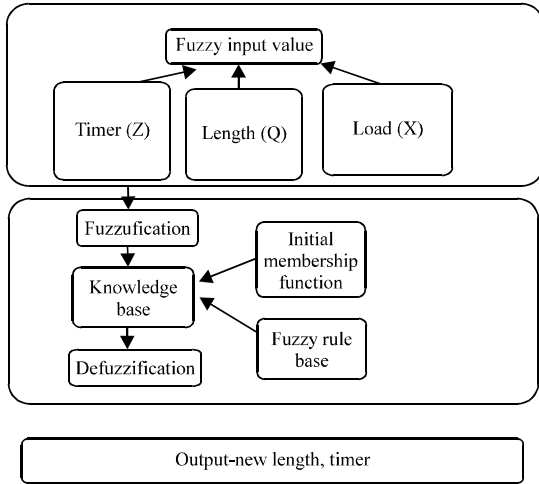 Fuzzy input value
Timer (Z)
Length (Q)
Load (X)
Fuzzufication
Initial
membership
function
Knowledge
base
Fuzzy rule
base
Defuzzification
Output-new length, timer